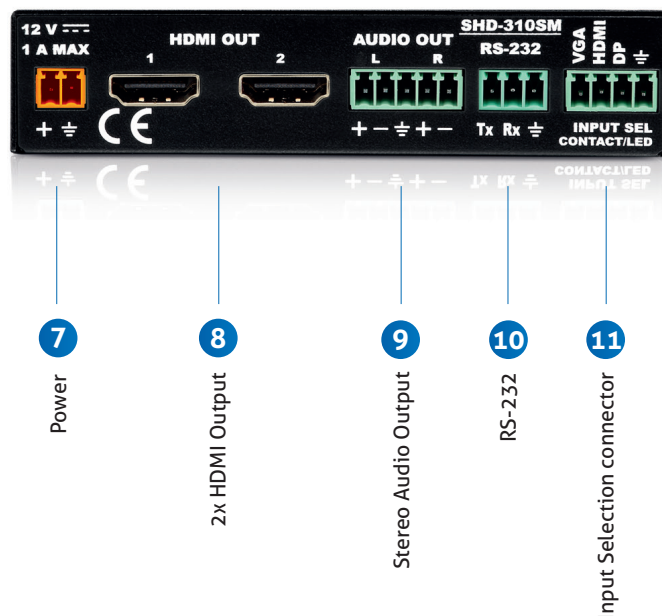 12 V
1 A MAX
HDMI OUT
1
2
AUDIO OUT
L R
SHD-310SM
RS-232
VGA
HDMI
DP
+
CE
+ - + -
Tx Rx
INPUT SEL
CONTACT/LED
7
8
9
10
11
Power
2x HDMI Output
Stereo Audio Output
RS-232
nput Selection connector